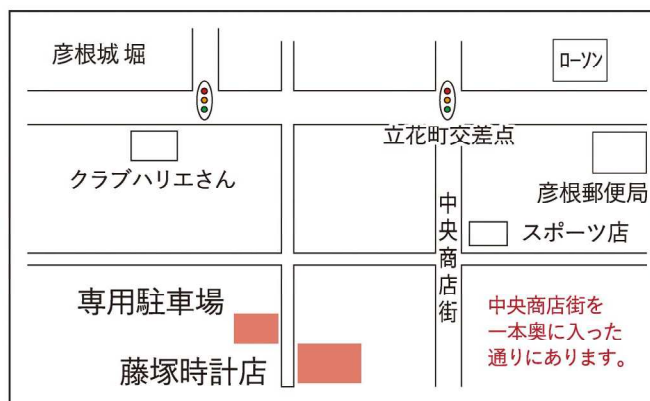 彦根城 堀
ローソン
立花町交差点
クラブハリエさん
彦根郵便局
スポーツ店
中央商店街
専用駐車場
藤塚時計店
中央商店街を
一本奥に入った
通りにあります。